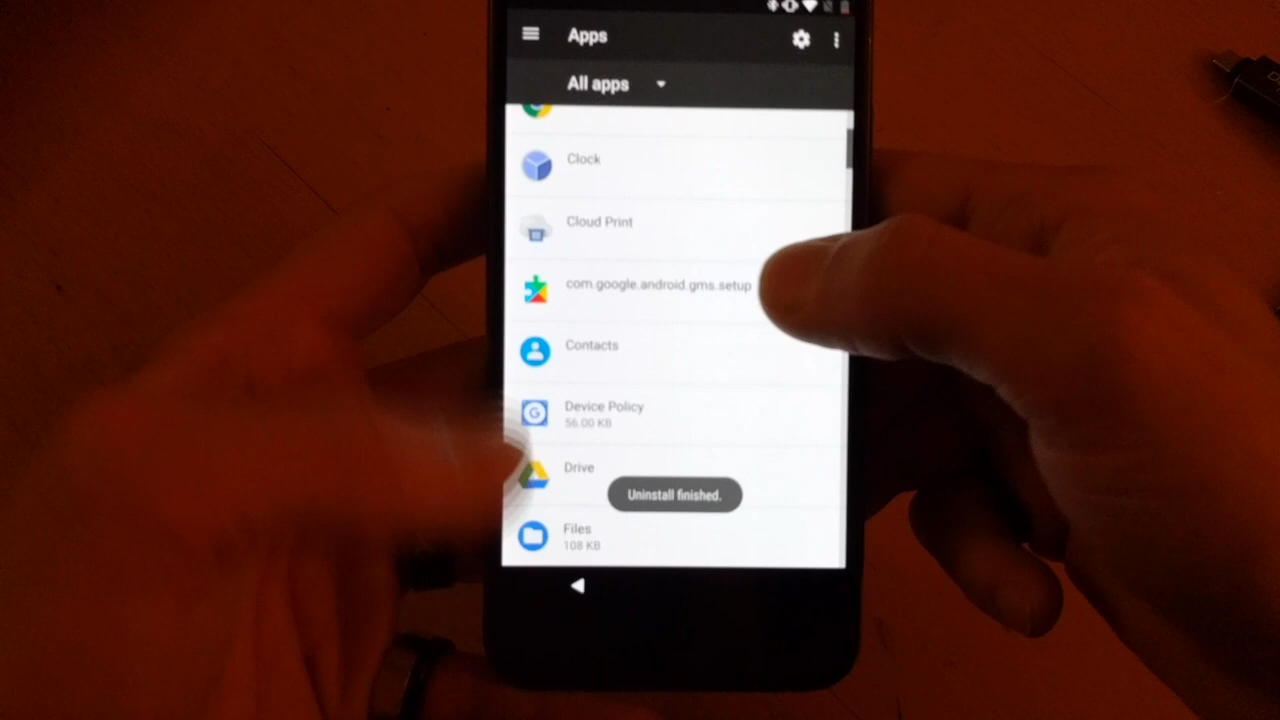 Apps
All apps
Clock
Cloud Print
com.google.android.gms.setup
Contacts
Device Policy
56.00 KB
Drive
Uninstall finished.
Files
108 KB